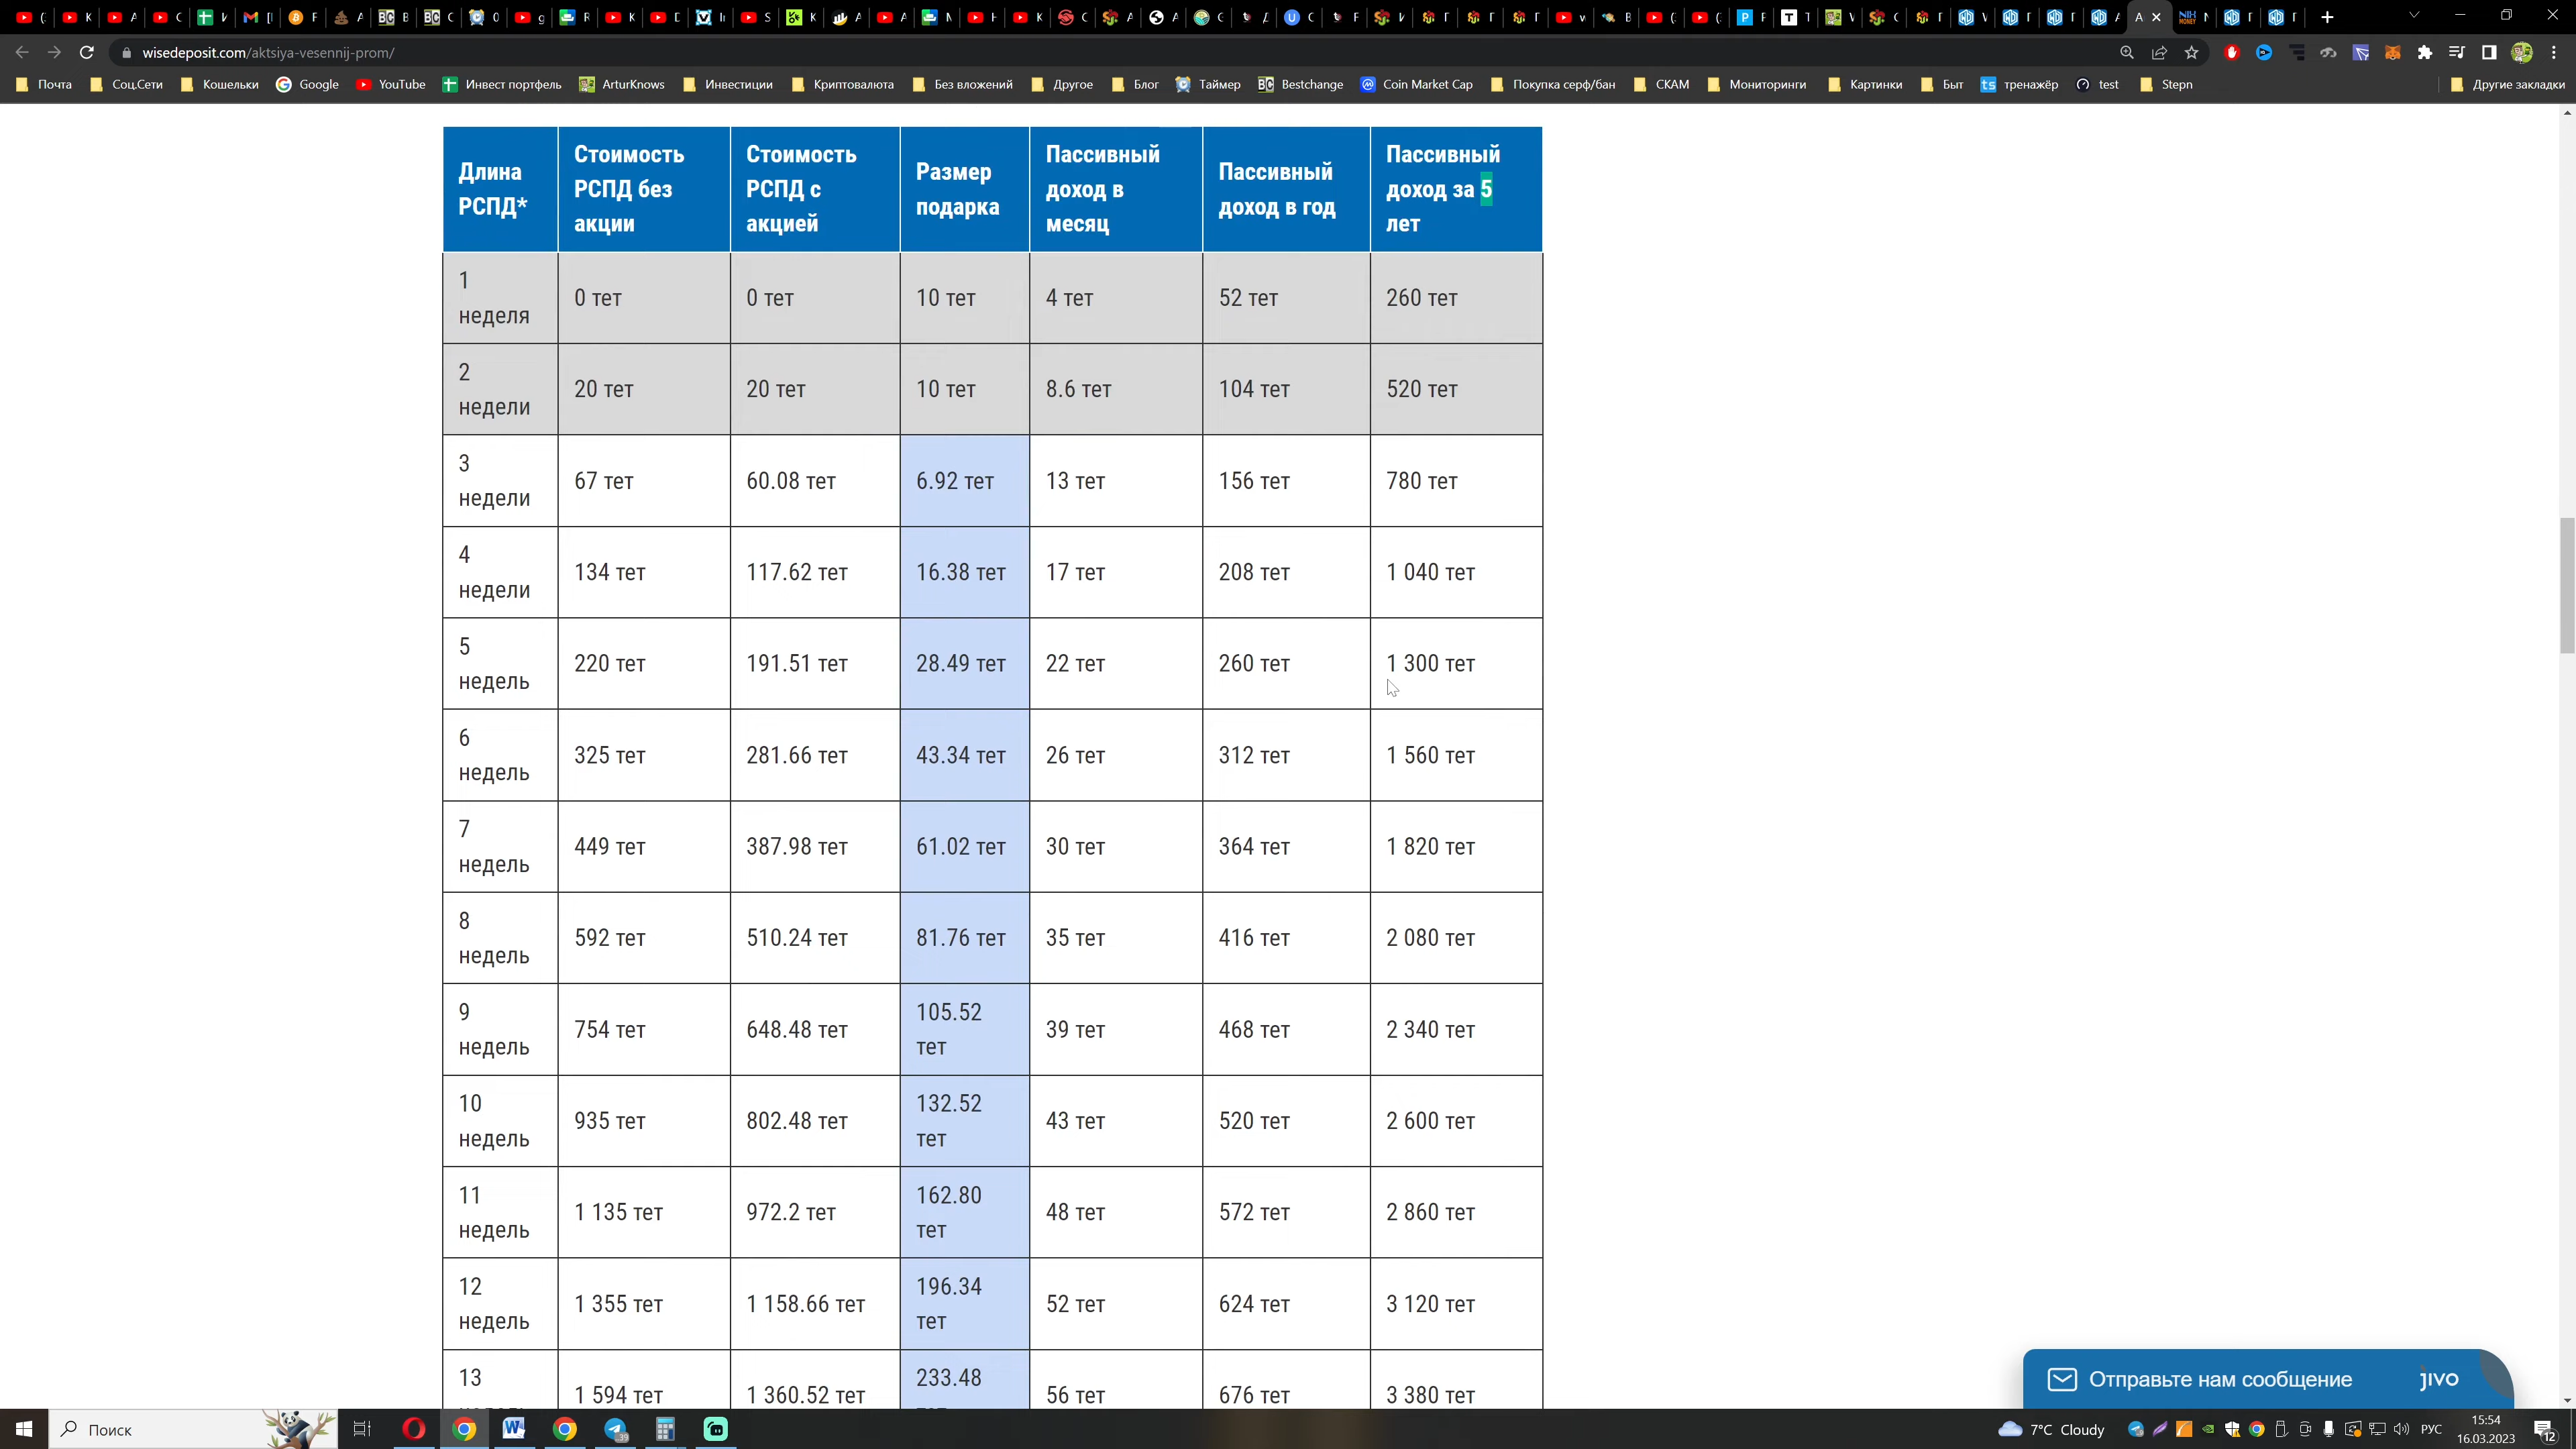 wisedeposit.com/aktsiya-vesennij-prom/
Почта Соц.Сети Кошельки Google YouTube Инвест портфель ArturKnows Инвестиции Криптовалюта Без вложений Другое Блог Таймер Bestchange Coin Market Cap Покупка серф/бан СКАМ Мониторинги Картинки Быт тренажёр test Stepn Другие закладки
Длина РСПД* Стоимость РСПД без акции Стоимость РСПД с акцией Размер подарка Пассивный доход в месяц Пассивный доход в год Пассивный доход за 5 лет
1 неделя 0 тет 0 тет 10 тет 4 тет 52 тет 260 тет
2 недели 20 тет 20 тет 10 тет 8.6 тет 104 тет 520 тет
3 недели 67 тет 60.08 тет 6.92 тет 13 тет 156 тет 780 тет
4 недели 134 тет 117.62 тет 16.38 тет 17 тет 208 тет 1 040 тет
5 недель 220 тет 191.51 тет 28.49 тет 22 тет 260 тет 1 300 тет
6 недель 325 тет 281.66 тет 43.34 тет 26 тет 312 тет 1 560 тет
7 недель 449 тет 387.98 тет 61.02 тет 30 тет 364 тет 1 820 тет
8 недель 592 тет 510.24 тет 81.76 тет 35 тет 416 тет 2 080 тет
9 недель 754 тет 648.48 тет 105.52 тет 39 тет 468 тет 2 340 тет
10 недель 935 тет 802.48 тет 132.52 тет 43 тет 520 тет 2 600 тет
11 недель 1 135 тет 972.2 тет 162.80 тет 48 тет 572 тет 2 860 тет
12 недель 1 355 тет 1 158.66 тет 196.34 тет 52 тет 624 тет 3 120 тет
13 1 594 тет 1 360.52 тет 233.48 56 тет 676 тет 3 380 тет
Отправьте нам сообщение jivo
Поиск 7°C Cloudy РУС 15:54
16.03.2023 12